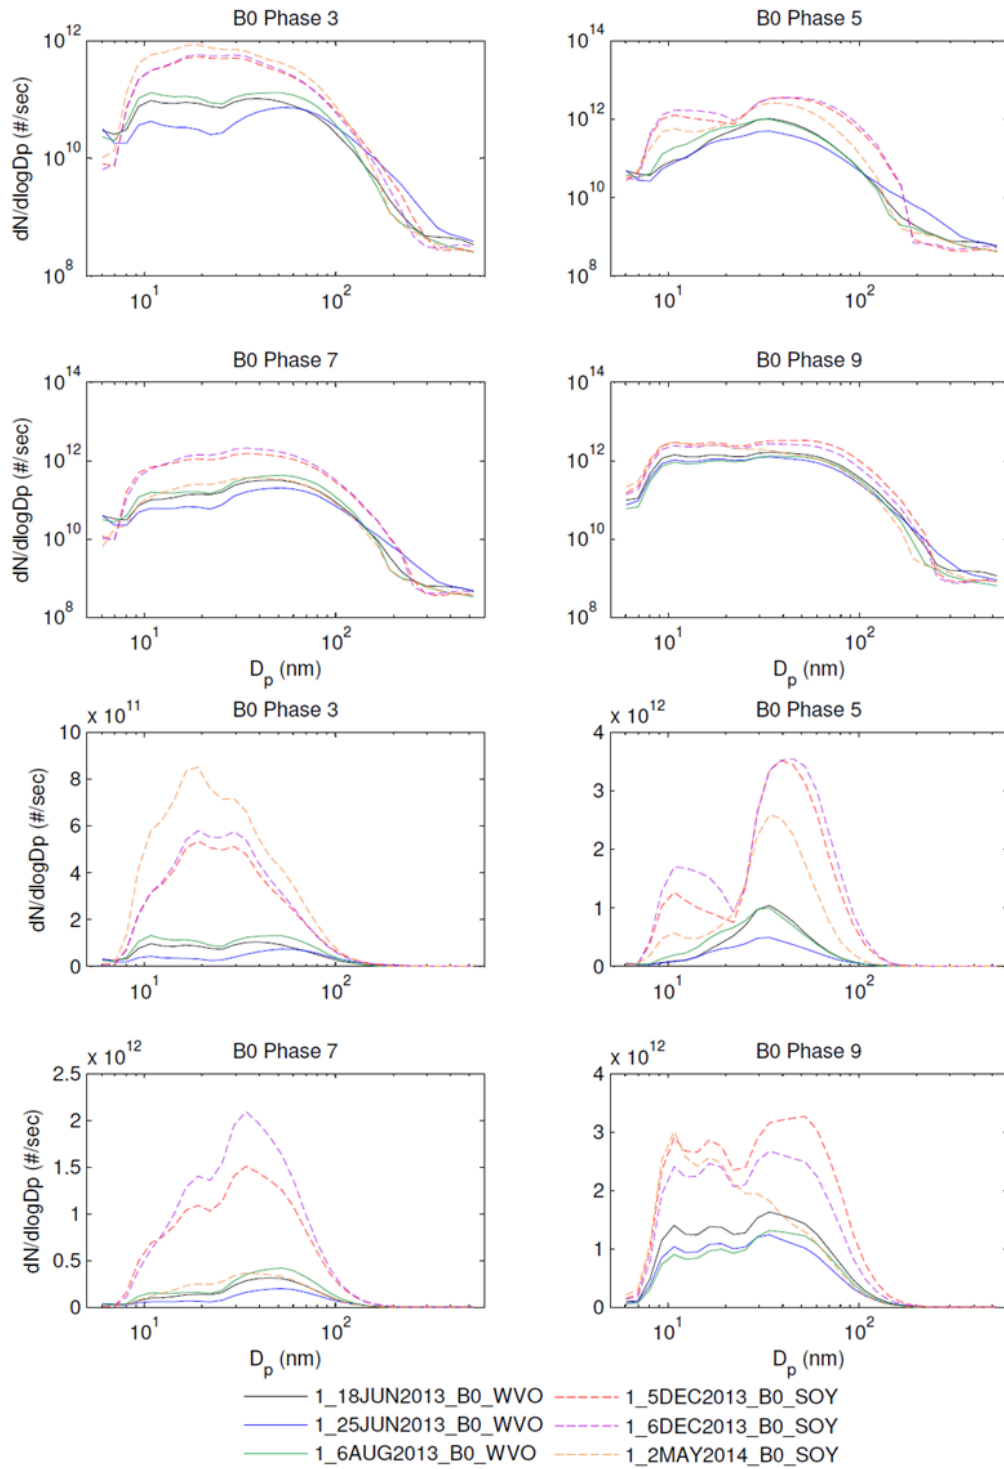 B0 Phase 3
B0 Phase 5
dN/dlogDp (#/sec)
10^12
10^10
10^8
10^1
10^2
10^14
10^12
10^10
10^8
10^1
10^2
B0 Phase 7
B0 Phase 9
dN/dlogDp (#/sec)
10^14
10^12
10^10
10^8
10^1
10^2
D_p (nm)
10^14
10^12
10^10
10^8
10^1
10^2
D_p (nm)
x 10^11
B0 Phase 3
dN/dlogDp (#/sec)
10
8
6
4
2
0
10^1
10^2
x 10^12
B0 Phase 5
4
3
2
1
0
10^1
10^2
x 10^12
B0 Phase 7
dN/dlogDp (#/sec)
2.5
2
1.5
1
0.5
0
10^1
10^2
D_p (nm)
x 10^12
B0 Phase 9
4
3
2
1
0
10^1
10^2
D_p (nm)
1_18JUN2013_B0_WVO
1_25JUN2013_B0_WVO
1_6AUG2013_B0_WVO
1_5DEC2013_B0_SOY
1_6DEC2013_B0_SOY
1_2MAY2014_B0_SOY